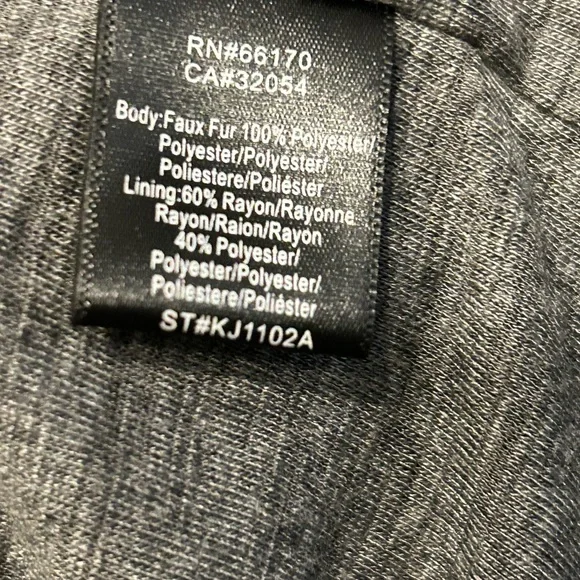 RN#66170
CA#32054
Body:Faux Fur 100% Polyester/
Polyester/Polyester/
Poliestere/Poliéster
Lining:60% Rayon/Rayonne
Rayon/Raion/Rayón
40% Polyester/
Polyester/Polyester/
Poliestere/Poliéster
ST#KJ1102A